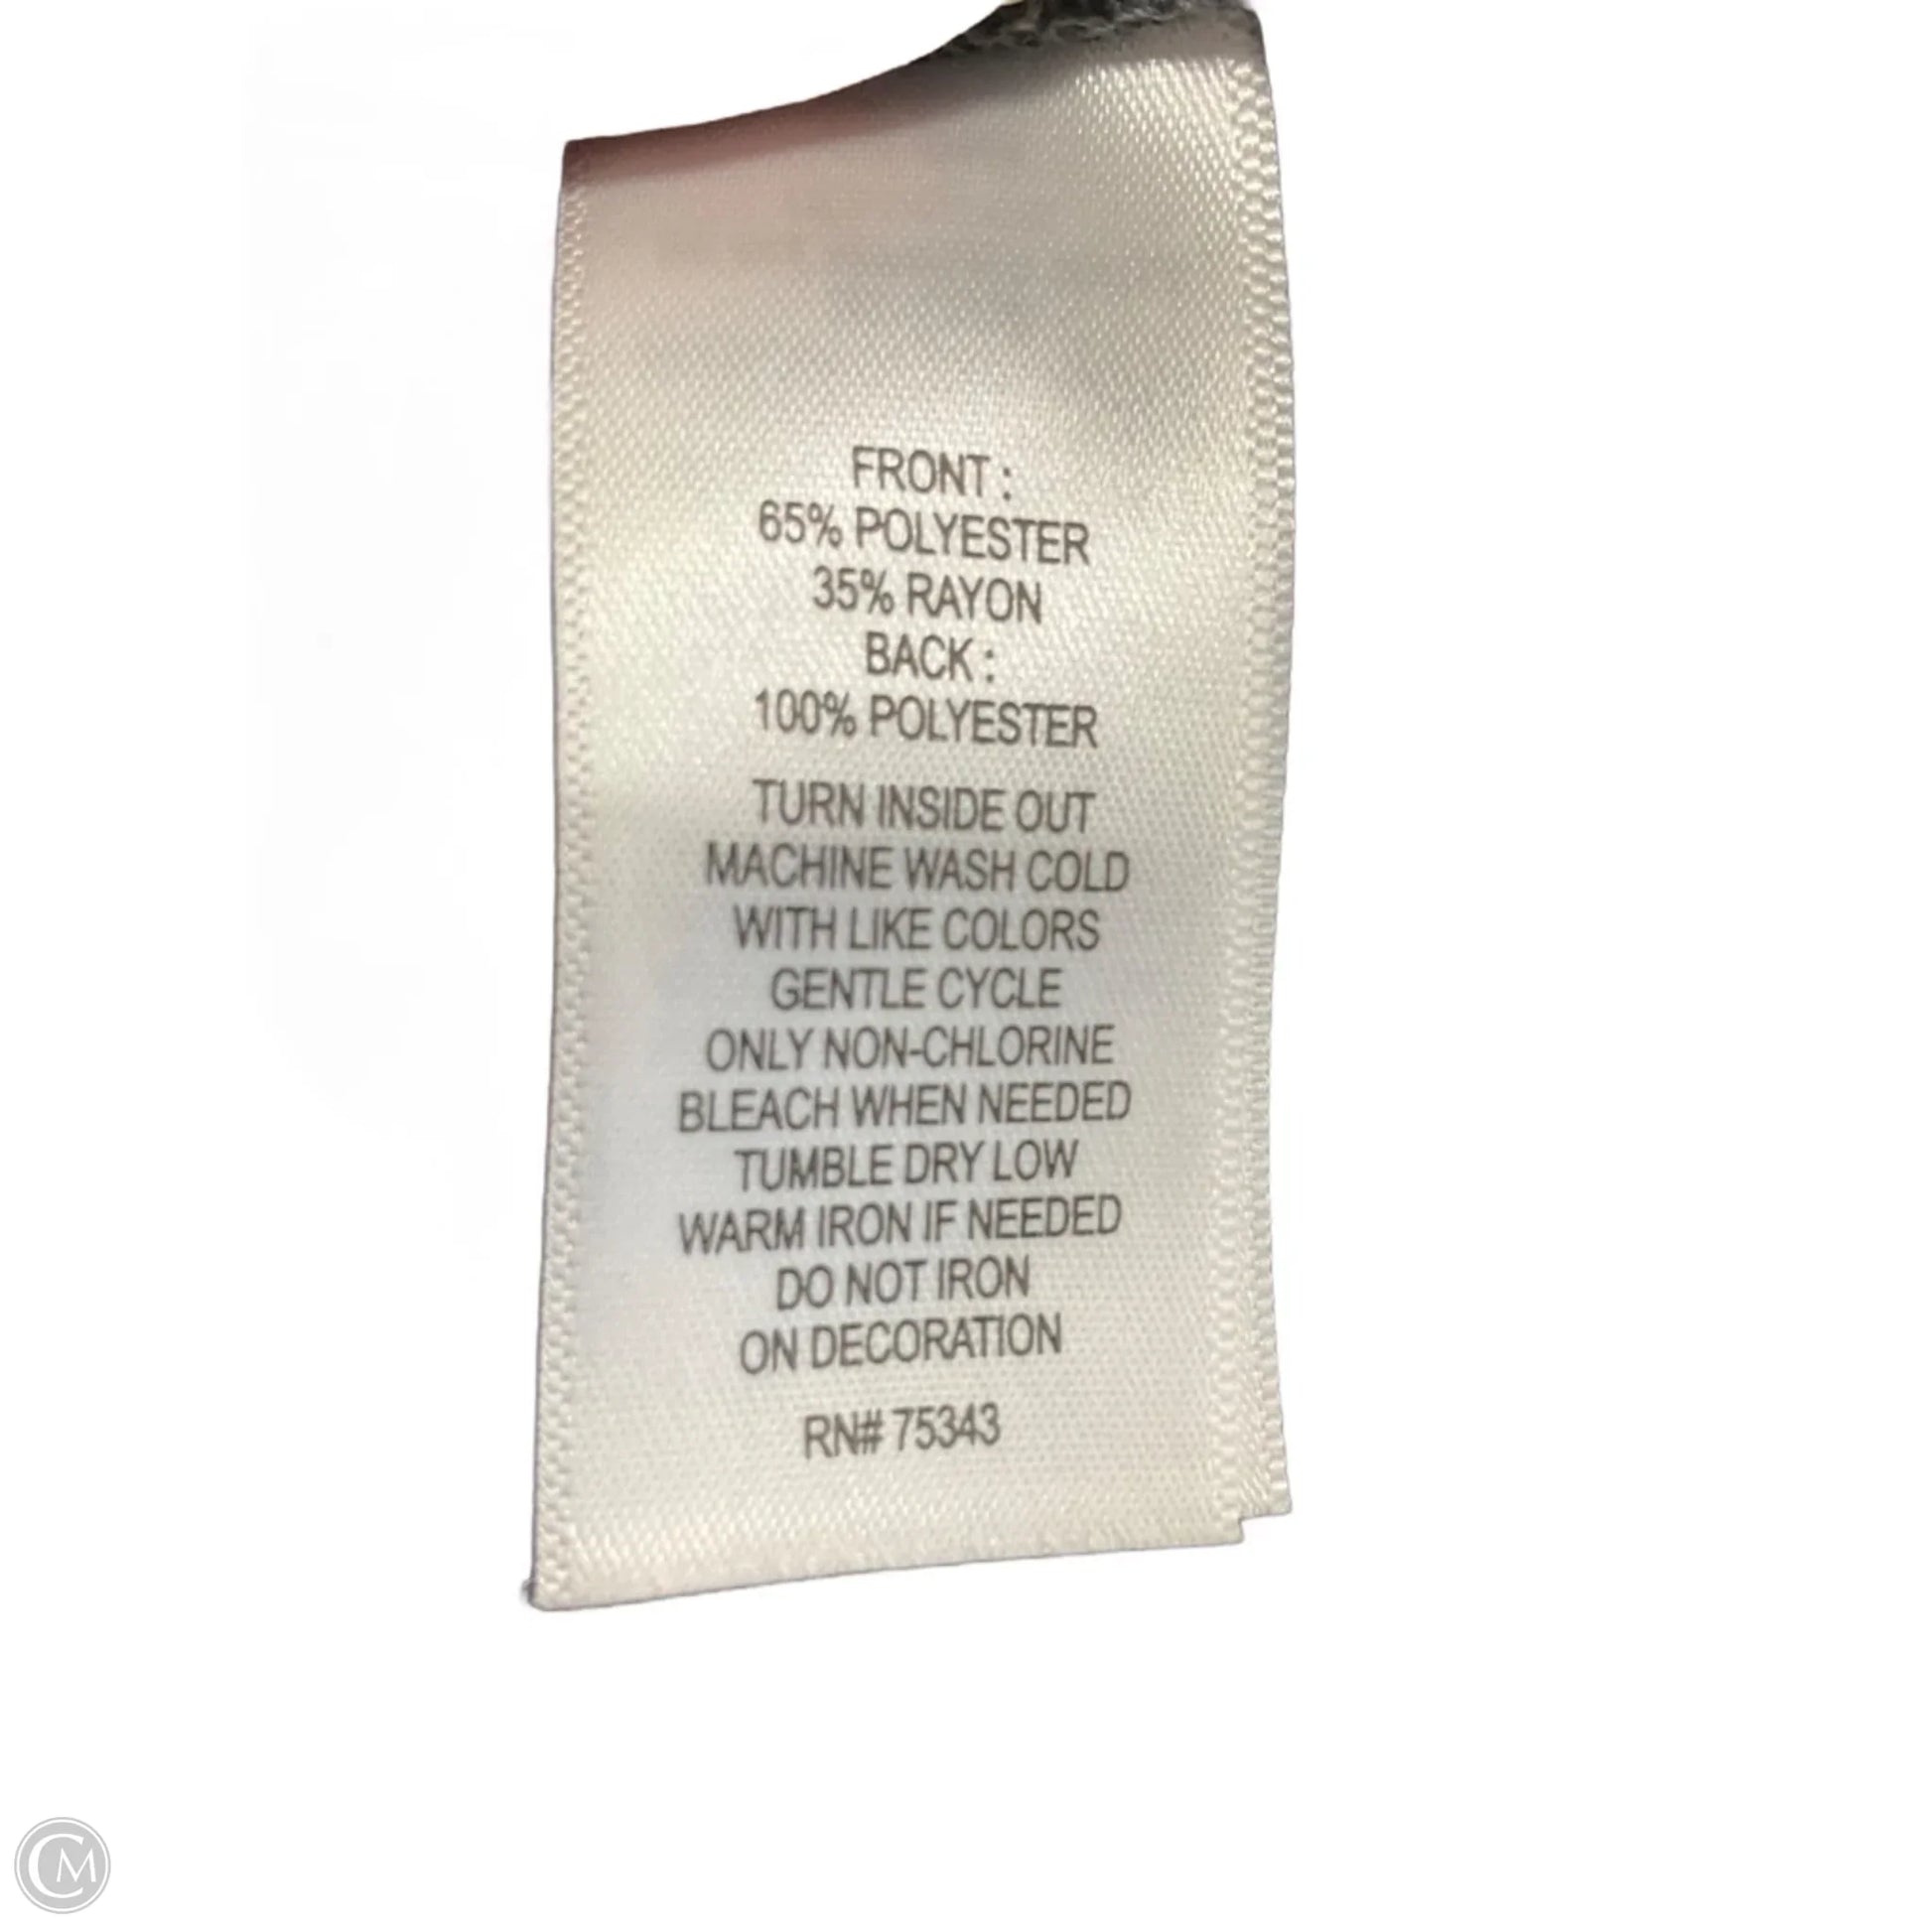 FRONT :
65% POLYESTER
35% RAYON
BACK :
100% POLYESTER
TURN INSIDE OUT
MACHINE WASH COLD
WITH LIKE COLORS
GENTLE CYCLE
ONLY NON-CHLORINE
BLEACH WHEN NEEDED
TUMBLE DRY LOW
WARM IRON IF NEEDED
DO NOT IRON
ON DECORATION
RN# 75343
CM